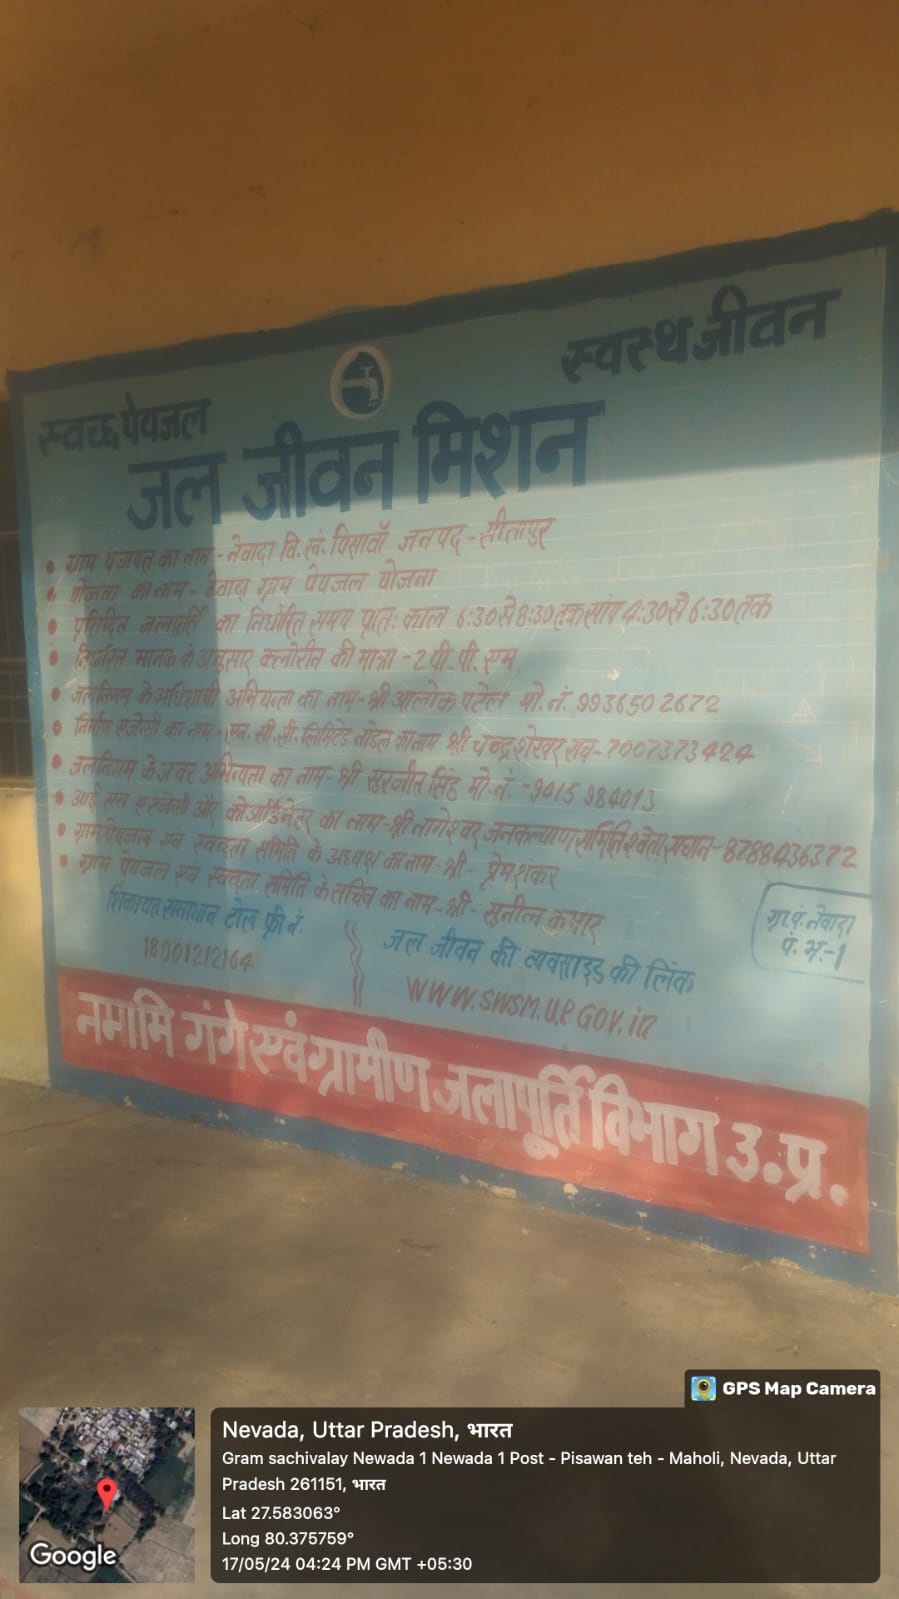 स्वच्छ पेयजल
स्वस्थ जीवन
जल जीवन मिशन
ग्राम पंचायत का नाम - नेवादा वि. खं. पिसावाँ जनपद - सीतापुर
योजना का नाम - नेवादा ग्राम पेयजल योजना
प्रतिदिन जलपूर्ति का निर्धारित समय प्रातः काल 6:30 से 8:30 तक सांय 4:30 से 6:30 तक
निर्धारित मानक के अनुसार क्लोरीन की मात्रा - 2 पी. पी. एम.
जलनिगम के अधिशाषी अभियन्ता का नाम - श्री आलोक पटेल मो. नं. 9936502672
निर्माण एजेंसी का नाम - एन. सी. सी. लिमिटेड नोडल का नाम श्री चन्द्रशेखर राव - 7007373424
जलनिगम के अवर अभियन्ता का नाम - श्री सुरजीत सिंह मो. नं. - 9415984013
आई एस ए एजेन्सी और कोआर्डिनेटर का नाम - श्री नागेश्वर जनकल्याण समिति श्वेता सचान - 8788436372
ग्राम पेयजल एवं स्वच्छता समिति के अध्यक्ष का नाम - श्री - प्रेमशंकर
ग्राम पेयजल एवं स्वच्छता समिति के सचिव का नाम - श्री - सुनील कुमार
शिकायत समाधान टोल फ्री नं.
18001212164
जल जीवन की व्यवसाइड की लिंक
WWW.SWSM.U.P GOV.in
ग्रा. पं. नेवादा
पं. भ. - 1
नमामि गंगे एवं ग्रामीण जलापूर्ति विभाग उ.प्र.
GPS Map Camera
Nevada, Uttar Pradesh, भारत
Gram sachivalay Newada 1 Newada 1 Post - Pisawan teh - Maholi, Nevada, Uttar
Pradesh 261151, भारत
Lat 27.583063°
Long 80.375759°
17/05/24 04:24 PM GMT +05:30
Google